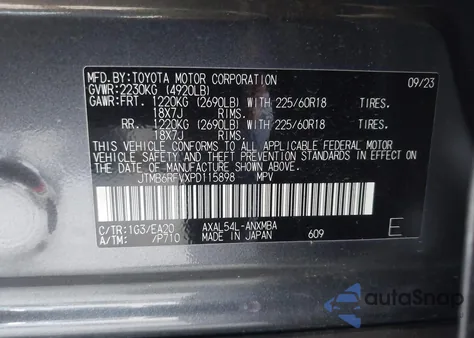 MFD.BY:TOYOTA MOTOR CORPORATION 09/23
GVWR:2230KG (4920LB)
GAWR:FRT. 1220KG (2690LB) WITH 225/60R18 TIRES.
18X7J RIMS.
RR. 1220KG (2690LB) WITH 225/60R18 TIRES.
18X7J RIMS.
THIS VEHICLE CONFORMS TO ALL APPLICABLE FEDERAL MOTOR
VEHICLE SAFETY AND BUMPER STANDARDS IN EFFECT ON
THE DATE OF MANUFACTURE SHOWN ABOVE.
JTMB6RFVXPD115898 MPV
C/TR:1G3/EA20 AXAL54L-ANXMBA
A/TM: /P710 MADE IN JAPAN 609 E
autoSnap